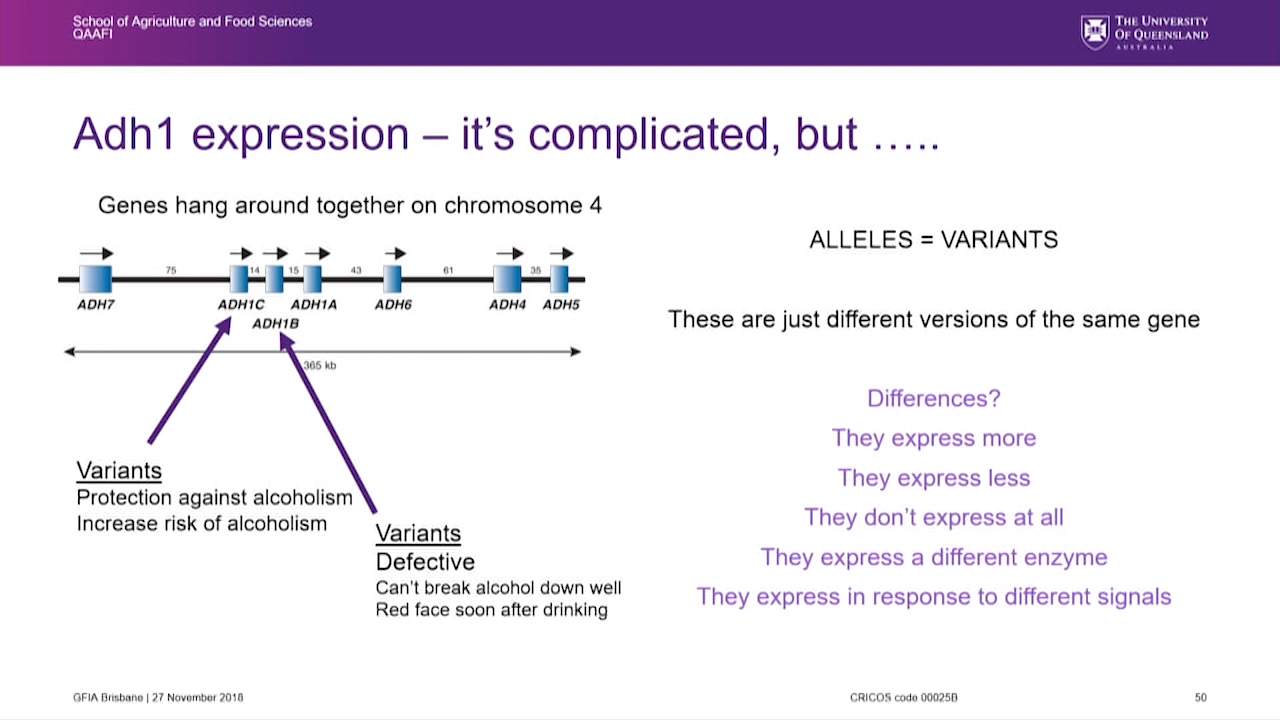 School of Agriculture and Food Sciences
QAAFI
THE UNIVERSITY
OF QUEENSLAND
AUSTRALIA
Adh1 expression – it's complicated, but …..
Genes hang around together on chromosome 4
75 14 15 43 61 35
ADH7 ADH1C ADH1A ADH6 ADH4 ADH5
ADH1B
365 kb
Variants
Protection against alcoholism
Increase risk of alcoholism
Variants
Defective
Can't break alcohol down well
Red face soon after drinking
ALLELES = VARIANTS
These are just different versions of the same gene
Differences?
They express more
They express less
They don't express at all
They express a different enzyme
They express in response to different signals
GFIA Brisbane | 27 November 2018
CRICOS code 00025B
50